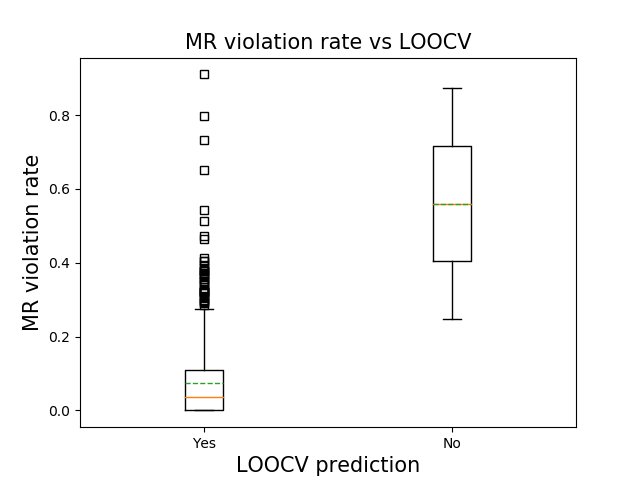 MR violation rate vs LOOCV
MR violation rate
0.8
0.6
0.4
0.2
0.0
Yes
No
LOOCV prediction